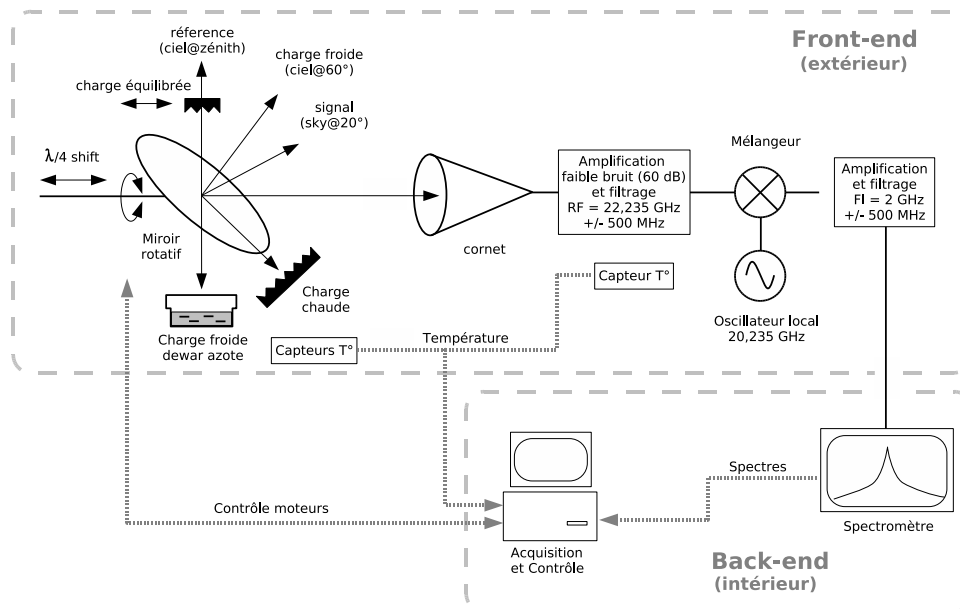 Front-end
(extérieur)
réference
(ciel@zénith)
charge froide
(ciel@60°)
charge équilibrée
signal
(sky@20°)
λ/4 shift
Miroir
rotatif
cornet
Amplification
faible bruit (60 dB)
et filtrage
RF = 22,235 GHz
+/- 500 MHz
Mélangeur
Amplification
et filtrage
FI = 2 GHz
+/- 500 MHz
Capteur T°
Oscillateur local
20,235 GHz
Charge
chaude
Charge froide
dewar azote
Capteurs T°
Température
Contrôle moteurs
Spectres
Spectromètre
Acquisition
et Contrôle
Back-end
(intérieur)